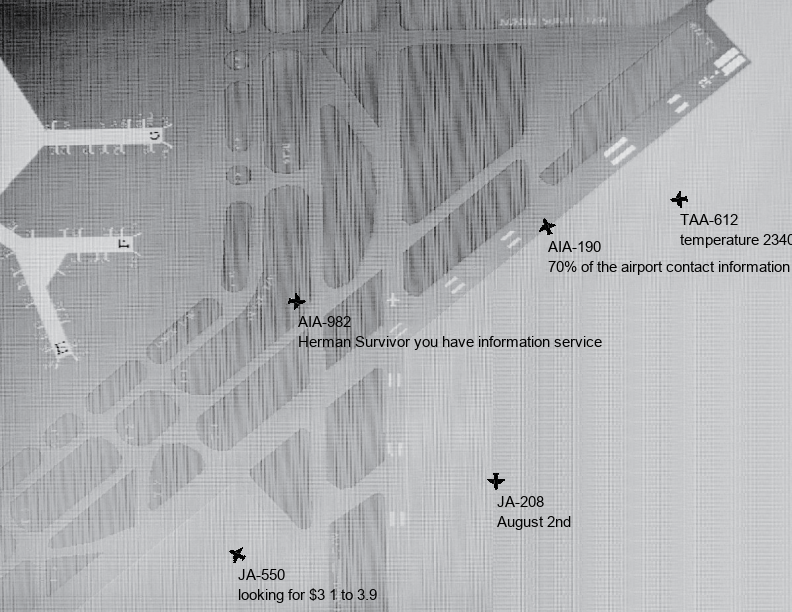 G
F
E
TAA-612
temperature 2340
AIA-190
70% of the airport contact information
AIA-982
Herman Survivor you have information service
JA-208
August 2nd
JA-550
looking for $3 1 to 3.9